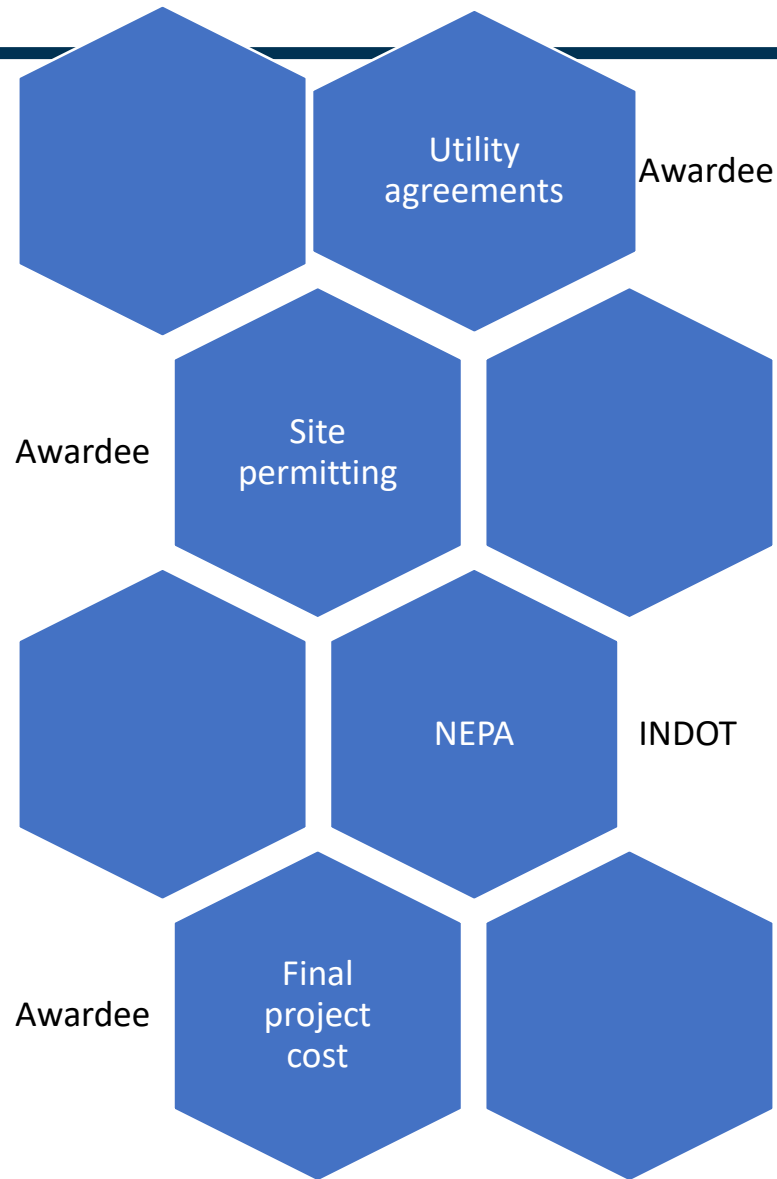 Utility
agreements
Awardee
Awardee
Site
permitting
NEPA
INDOT
Awardee
Final
project
cost